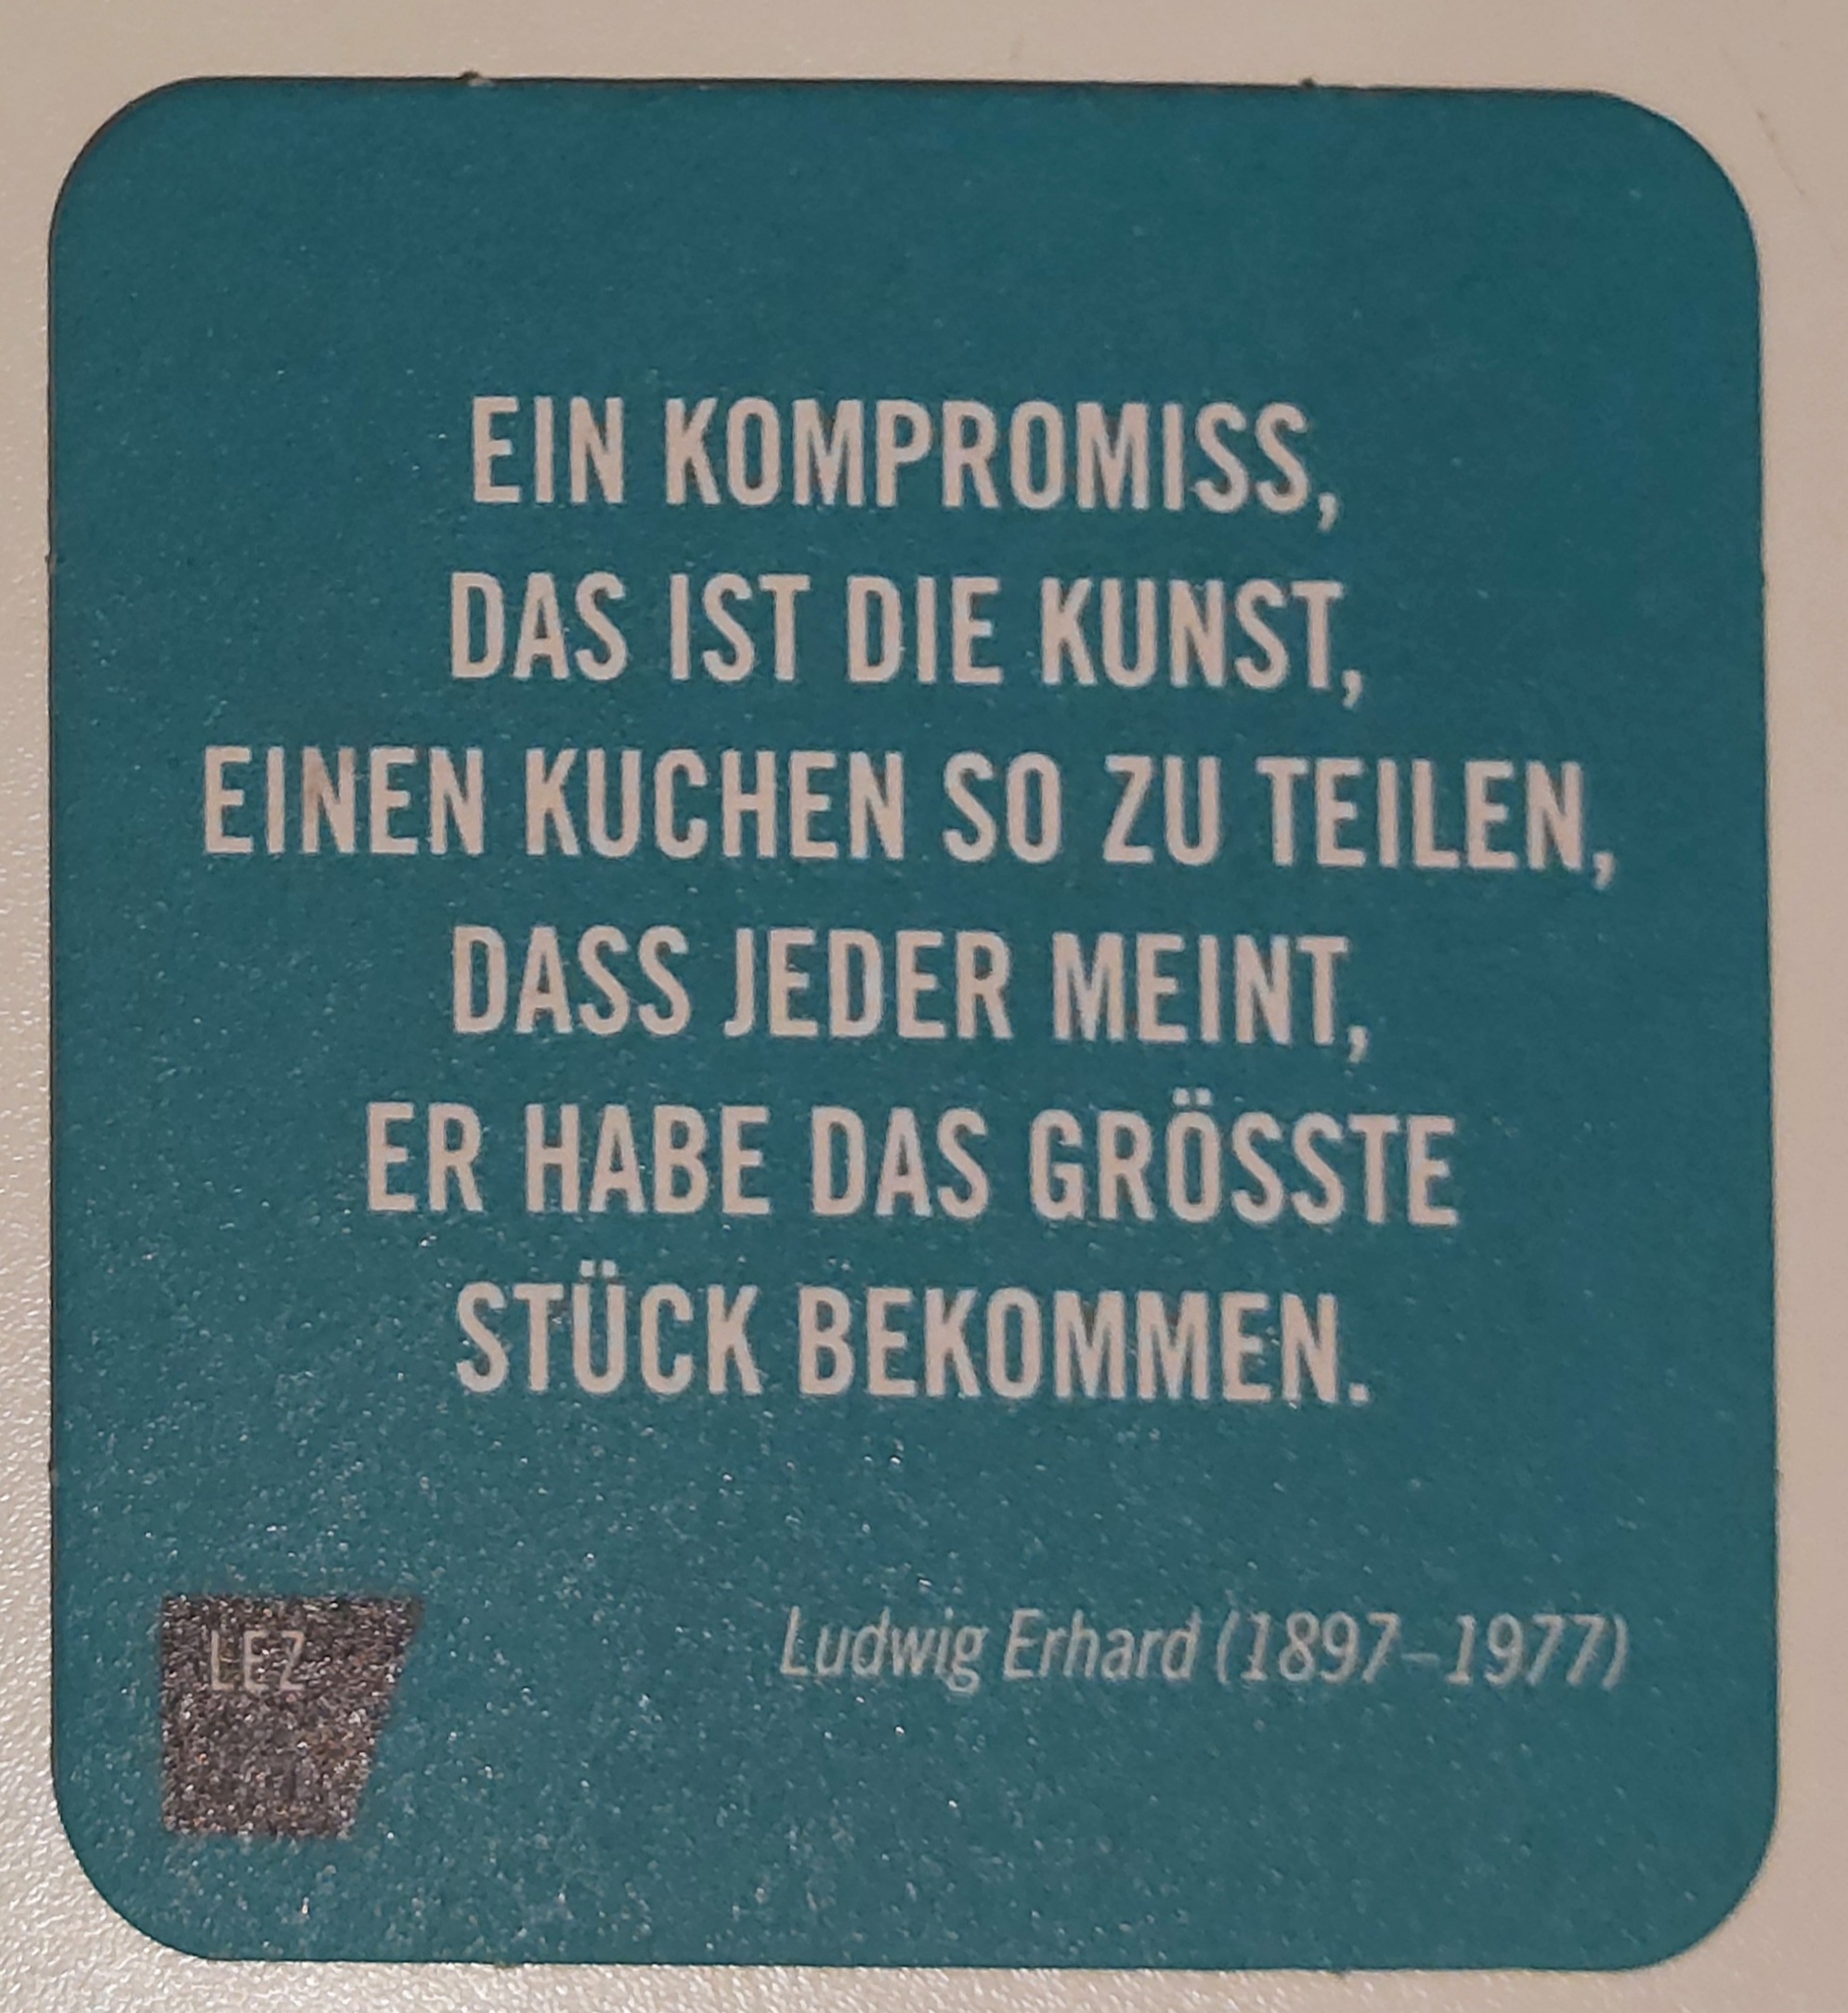 EIN KOMPROMISS,
DAS IST DIE KUNST,
EINEN KUCHEN SO ZU TEILEN,
DASS JEDER MEINT,
ER HABE DAS GRÖSSTE
STÜCK BEKOMMEN.
Ludwig Erhard (1897–1977)
LEZ